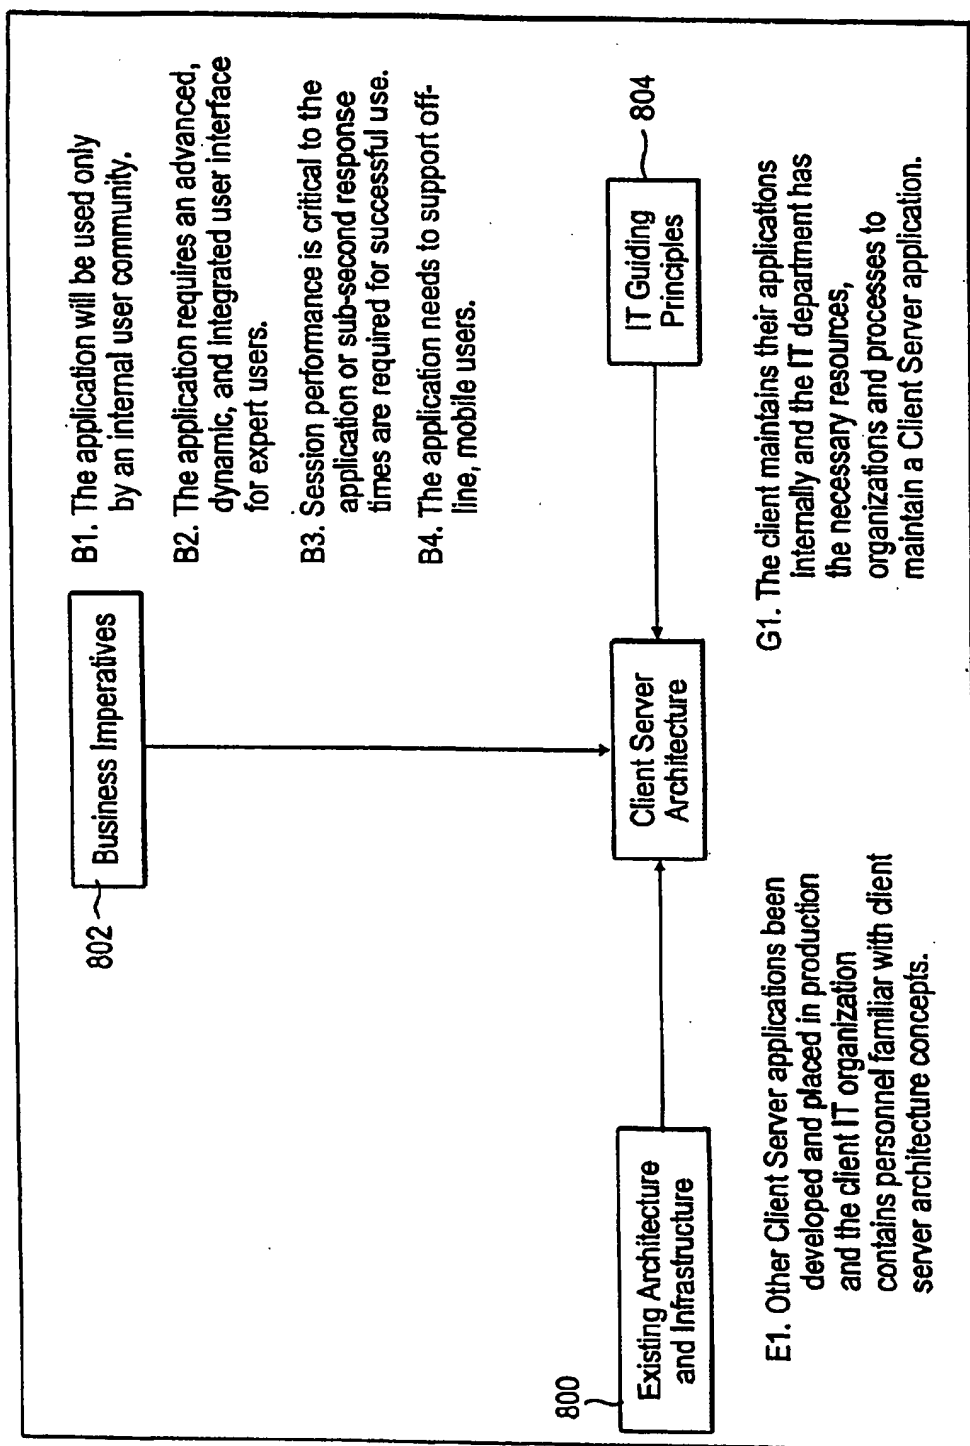 802
Business Imperatives
B1. The application will be used only
by an internal user community.
B2. The application requires an advanced,
dynamic, and integrated user interface
for expert users.
B3. Session performance is critical to the
application or sub-second response
times are required for successful use.
B4. The application needs to support off-
line, mobile users.
800
Existing Architecture
and Infrastructure
Client Server
Architecture
IT Guiding
Principles
804
E1. Other Client Server applications been
developed and placed in production
and the client IT organization
contains personnel familiar with client
server architecture concepts.
G1. The client maintains their applications
internally and the IT department has
the necessary resources,
organizations and processes to
maintain a Client Server application.